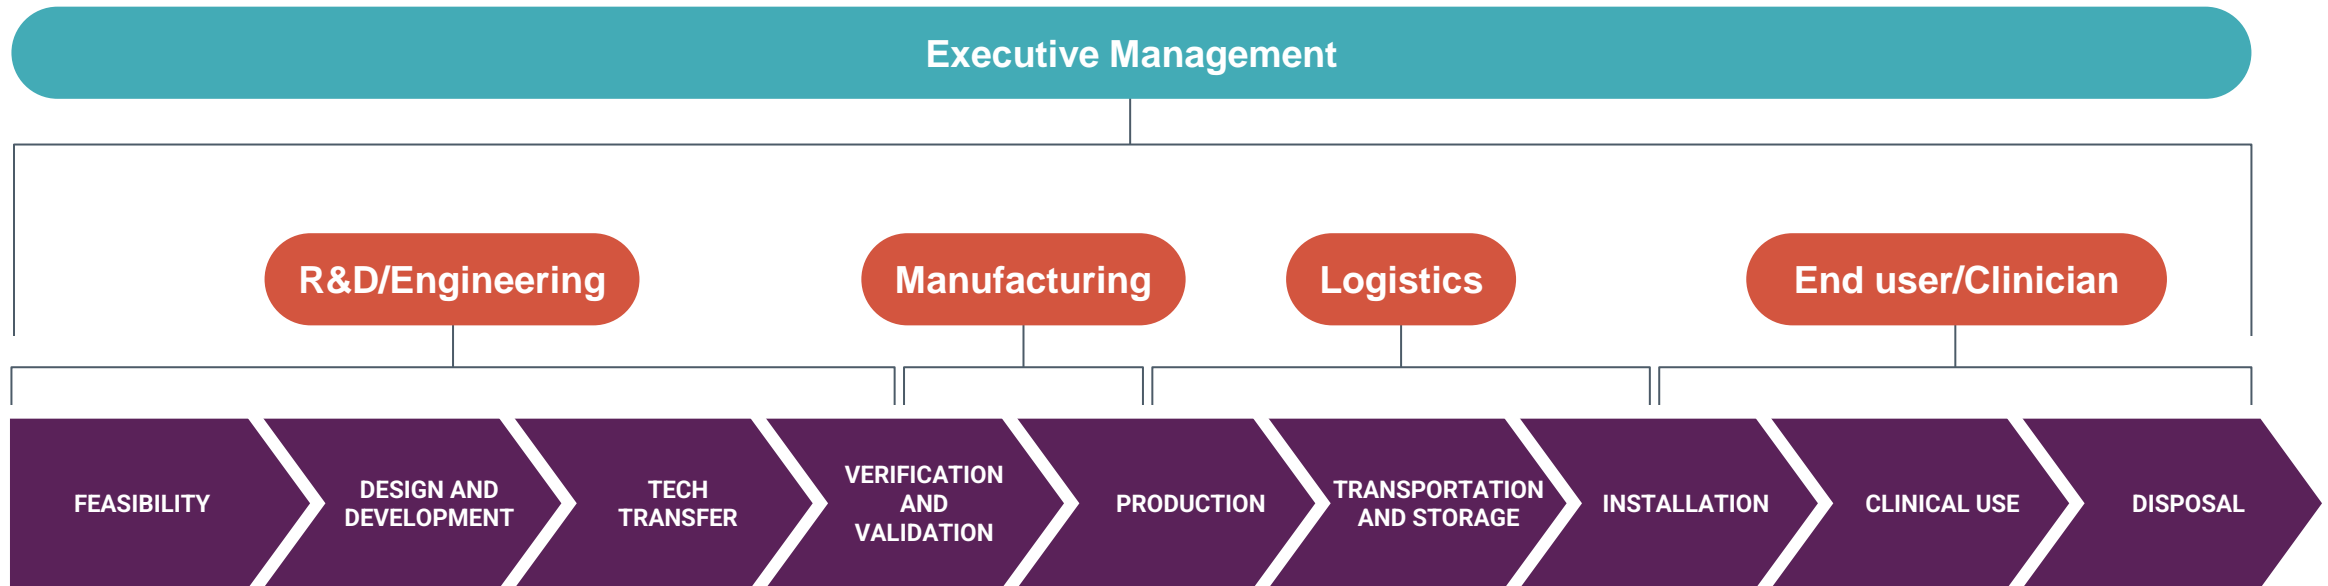 Executive Management
R&D/Engineering
Manufacturing
Logistics
End user/Clinician
FEASIBILITY
DESIGN AND
DEVELOPMENT
TECH
TRANSFER
VERIFICATION
AND
VALIDATION
PRODUCTION
TRANSPORTATION
AND STORAGE
INSTALLATION
CLINICAL USE
DISPOSAL